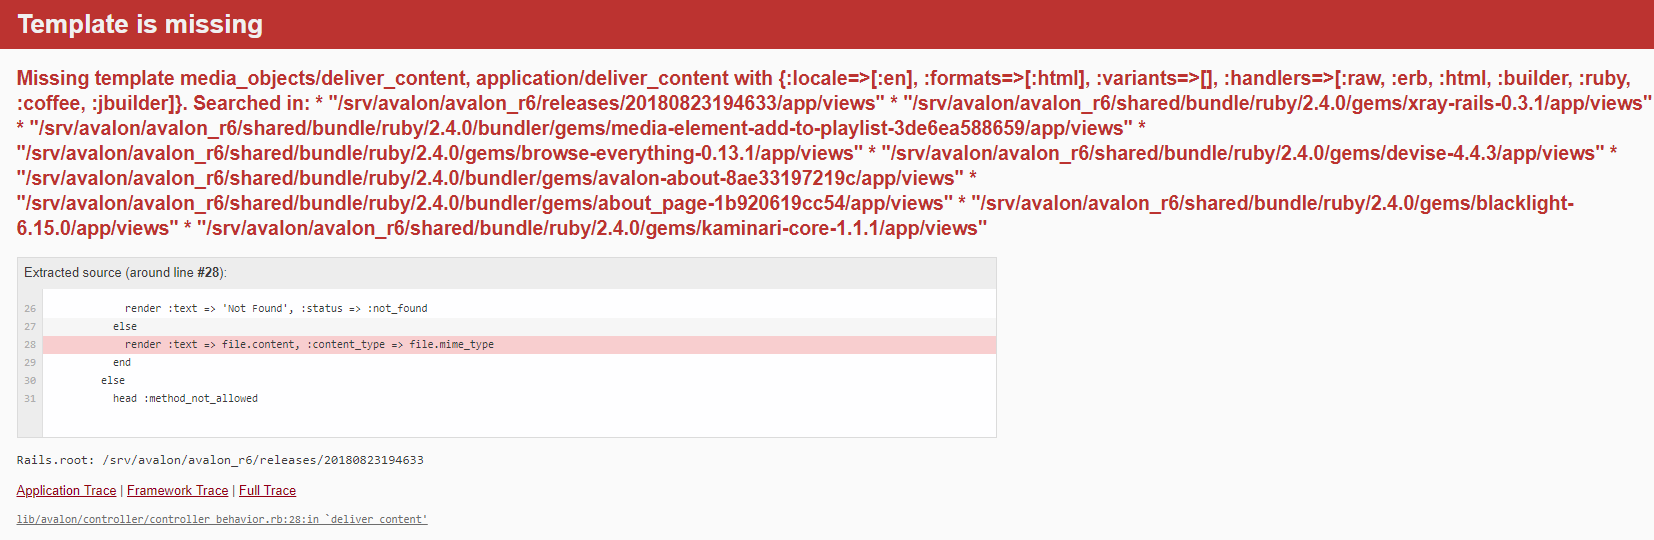 Template is missing
Missing template media_objects/deliver_content, application/deliver_content with {:locale=>[:en], :formats=>[:html], :variants=>[], :handlers=>[:raw, :erb, :html, :builder, :ruby,
:coffee, :jbuilder]}. Searched in: * "/srv/avalon/avalon_r6/releases/20180823194633/app/views" * "/srv/avalon/avalon_r6/shared/bundle/ruby/2.4.0/gems/xray-rails-0.3.1/app/views"
* "/srv/avalon/avalon_r6/shared/bundle/ruby/2.4.0/bundler/gems/media-element-add-to-playlist-3de6ea588659/app/views" *
"/srv/avalon/avalon_r6/shared/bundle/ruby/2.4.0/gems/browse-everything-0.13.1/app/views" * "/srv/avalon/avalon_r6/shared/bundle/ruby/2.4.0/gems/devise-4.4.3/app/views" *
"/srv/avalon/avalon_r6/shared/bundle/ruby/2.4.0/bundler/gems/avalon-about-8ae33197219c/app/views" *
"/srv/avalon/avalon_r6/shared/bundle/ruby/2.4.0/bundler/gems/about_page-1b920619cc54/app/views" * "/srv/avalon/avalon_r6/shared/bundle/ruby/2.4.0/gems/blacklight-
6.15.0/app/views" * "/srv/avalon/avalon_r6/shared/bundle/ruby/2.4.0/gems/kaminari-core-1.1.1/app/views"
Extracted source (around line #28):
26 render :text => 'Not Found', :status => :not_found
27 else
28 render :text => file.content, :content_type => file.mime_type
29 end
30 else
31 head :method_not_allowed
Rails.root: /srv/avalon/avalon_r6/releases/20180823194633
Application Trace | Framework Trace | Full Trace
lib/avalon/controller/controller_behavior.rb:28:in `deliver_content'